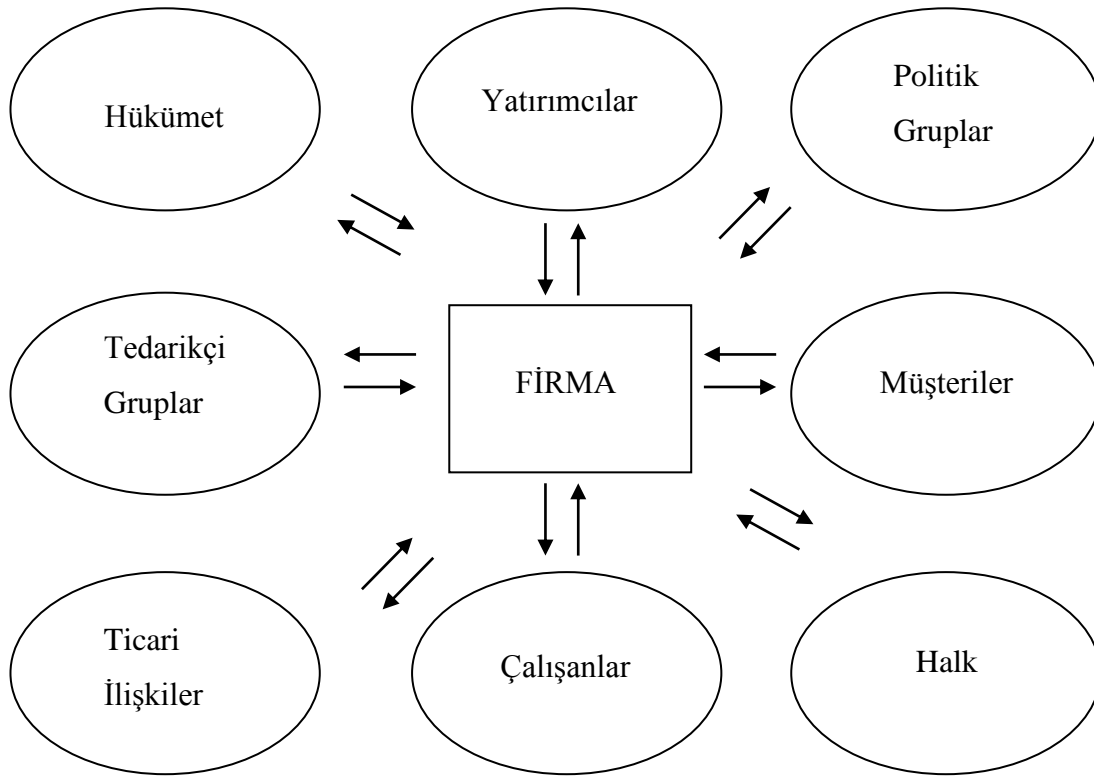 Hükümet
Yatırımcılar
Politik
Gruplar
Tedarikçi
Gruplar
FİRMA
Müşteriler
Ticari
İlişkiler
Çalışanlar
Halk